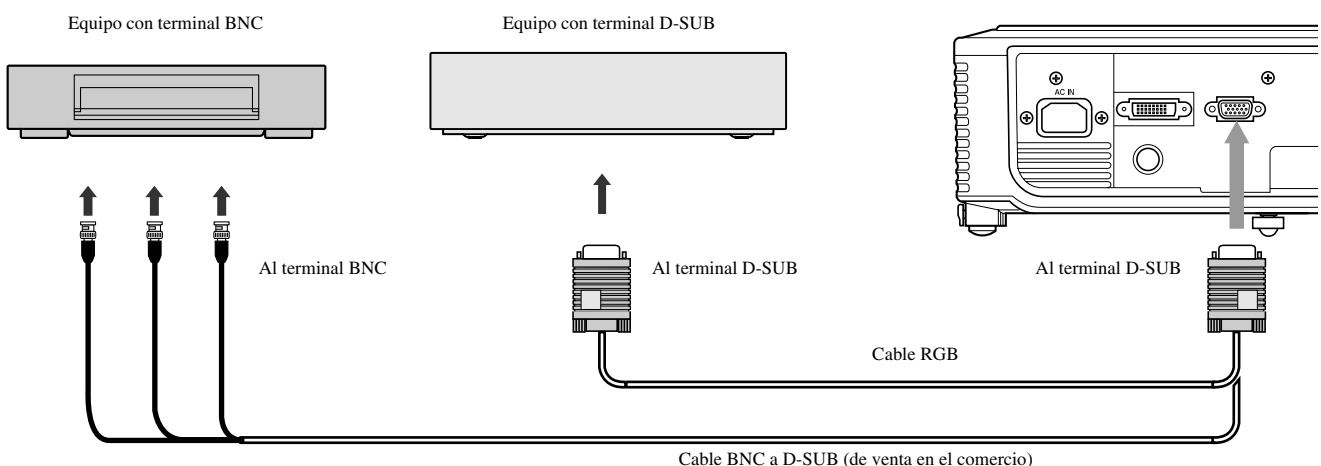 Equipo con terminal BNC
Equipo con terminal D-SUB
AC IN
Al terminal BNC
Al terminal D-SUB
Al terminal D-SUB
Cable RGB
Cable BNC a D-SUB (de venta en el comercio)